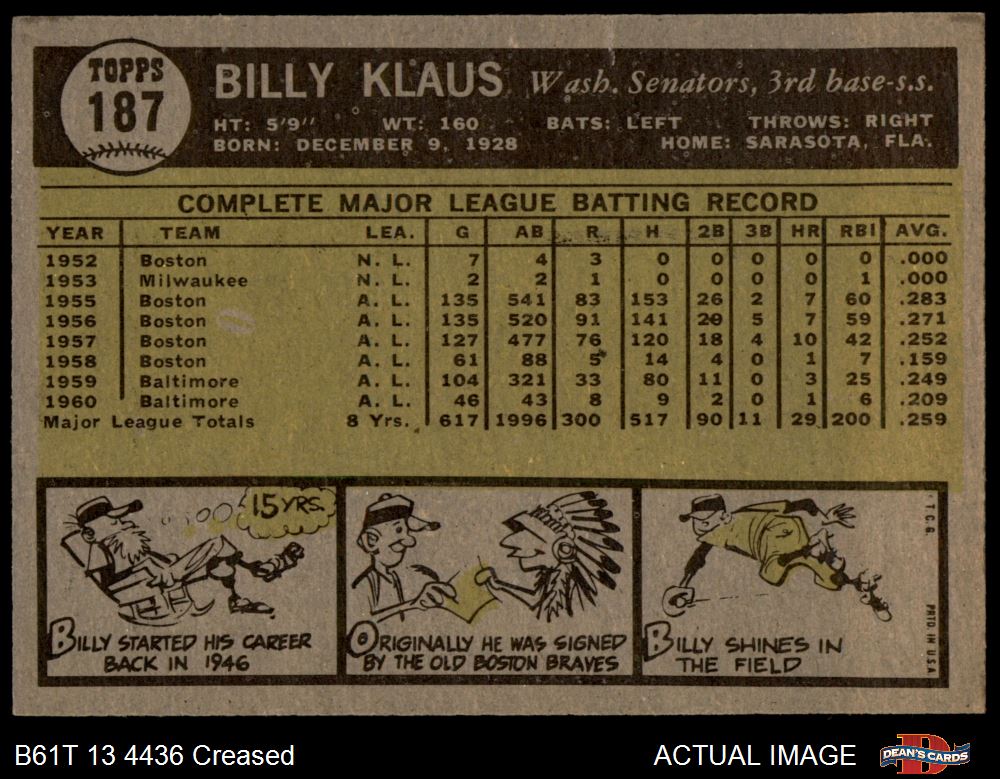 TOPPS
187
BILLY KLAUS Wash. Senators, 3rd base-s.s.
HT: 5'9" WT: 160 BATS: LEFT THROWS: RIGHT
BORN: DECEMBER 9, 1928 HOME: SARASOTA, FLA.
COMPLETE MAJOR LEAGUE BATTING RECORD
YEAR TEAM LEA. G AB R H 2B 3B HR RBI AVG.
1952 Boston N. L. 7 4 3 0 0 0 0 0 .000
1953 Milwaukee N. L. 2 2 1 0 0 0 0 1 .000
1955 Boston A. L. 135 541 83 153 26 2 7 60 .283
1956 Boston A. L. 135 520 91 141 29 5 7 59 .271
1957 Boston A. L. 127 477 76 120 18 4 10 42 .252
1958 Boston A. L. 61 88 5 14 4 0 1 7 .159
1959 Baltimore A. L. 104 321 33 80 11 0 3 25 .249
1960 Baltimore A. L. 46 43 8 9 2 0 1 6 .209
Major League Totals 8 Yrs. 617 1996 300 517 90 11 29 200 .259
15 YRS.
BILLY STARTED HIS CAREER
BACK IN 1946
ORIGINALLY HE WAS SIGNED
BY THE OLD BOSTON BRAVES
BILLY SHINES IN
THE FIELD
T.C.G.
PRTD. IN U.S.A.
B61T 13 4436 Creased
ACTUAL IMAGE
DEAN'S CARDS